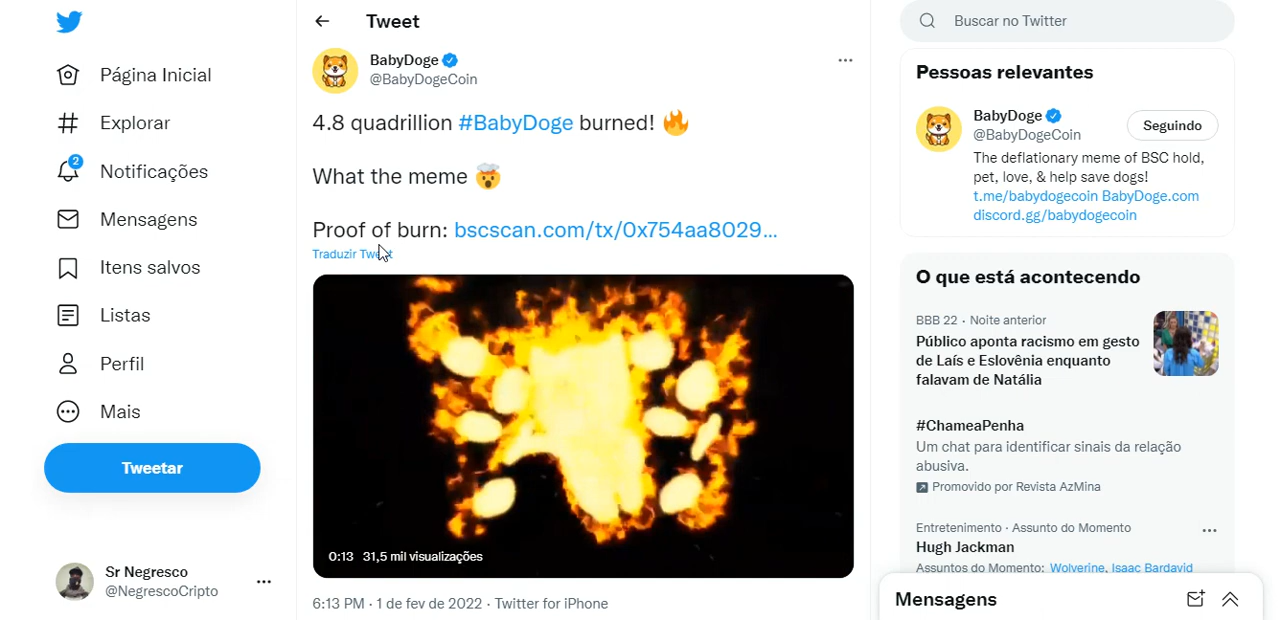 Tweet
Buscar no Twitter
Página Inicial
Explorar
2
Notificações
Mensagens
Itens salvos
Listas
Perfil
Mais
Tweetar
Sr Negresco
@NegrescoCripto
BabyDoge
@BabyDogeCoin
4.8 quadrillion #BabyDoge burned! 🔥
What the meme 🤯
Proof of burn: bscscan.com/tx/0x754aa8029...
Traduzir Tweet
0:13 31,5 mil visualizações
6:13 PM · 1 de fev de 2022 · Twitter for iPhone
Pessoas relevantes
BabyDoge
@BabyDogeCoin
Seguindo
The deflationary meme of BSC hold,
pet, love, & help save dogs!
t.me/babydogecoin BabyDoge.com
discord.gg/babydogecoin
O que está acontecendo
BBB 22 · Noite anterior
Público aponta racismo em gesto
de Laís e Eslovênia enquanto
falavam de Natália
#ChameaPenha
Um chat para identificar sinais da relação
abusiva.
Promovido por Revista AzMina
Entretenimento · Assunto do Momento
Hugh Jackman
Assuntos do Momento: Wolverine, Isaac Bardavid
Mensagens